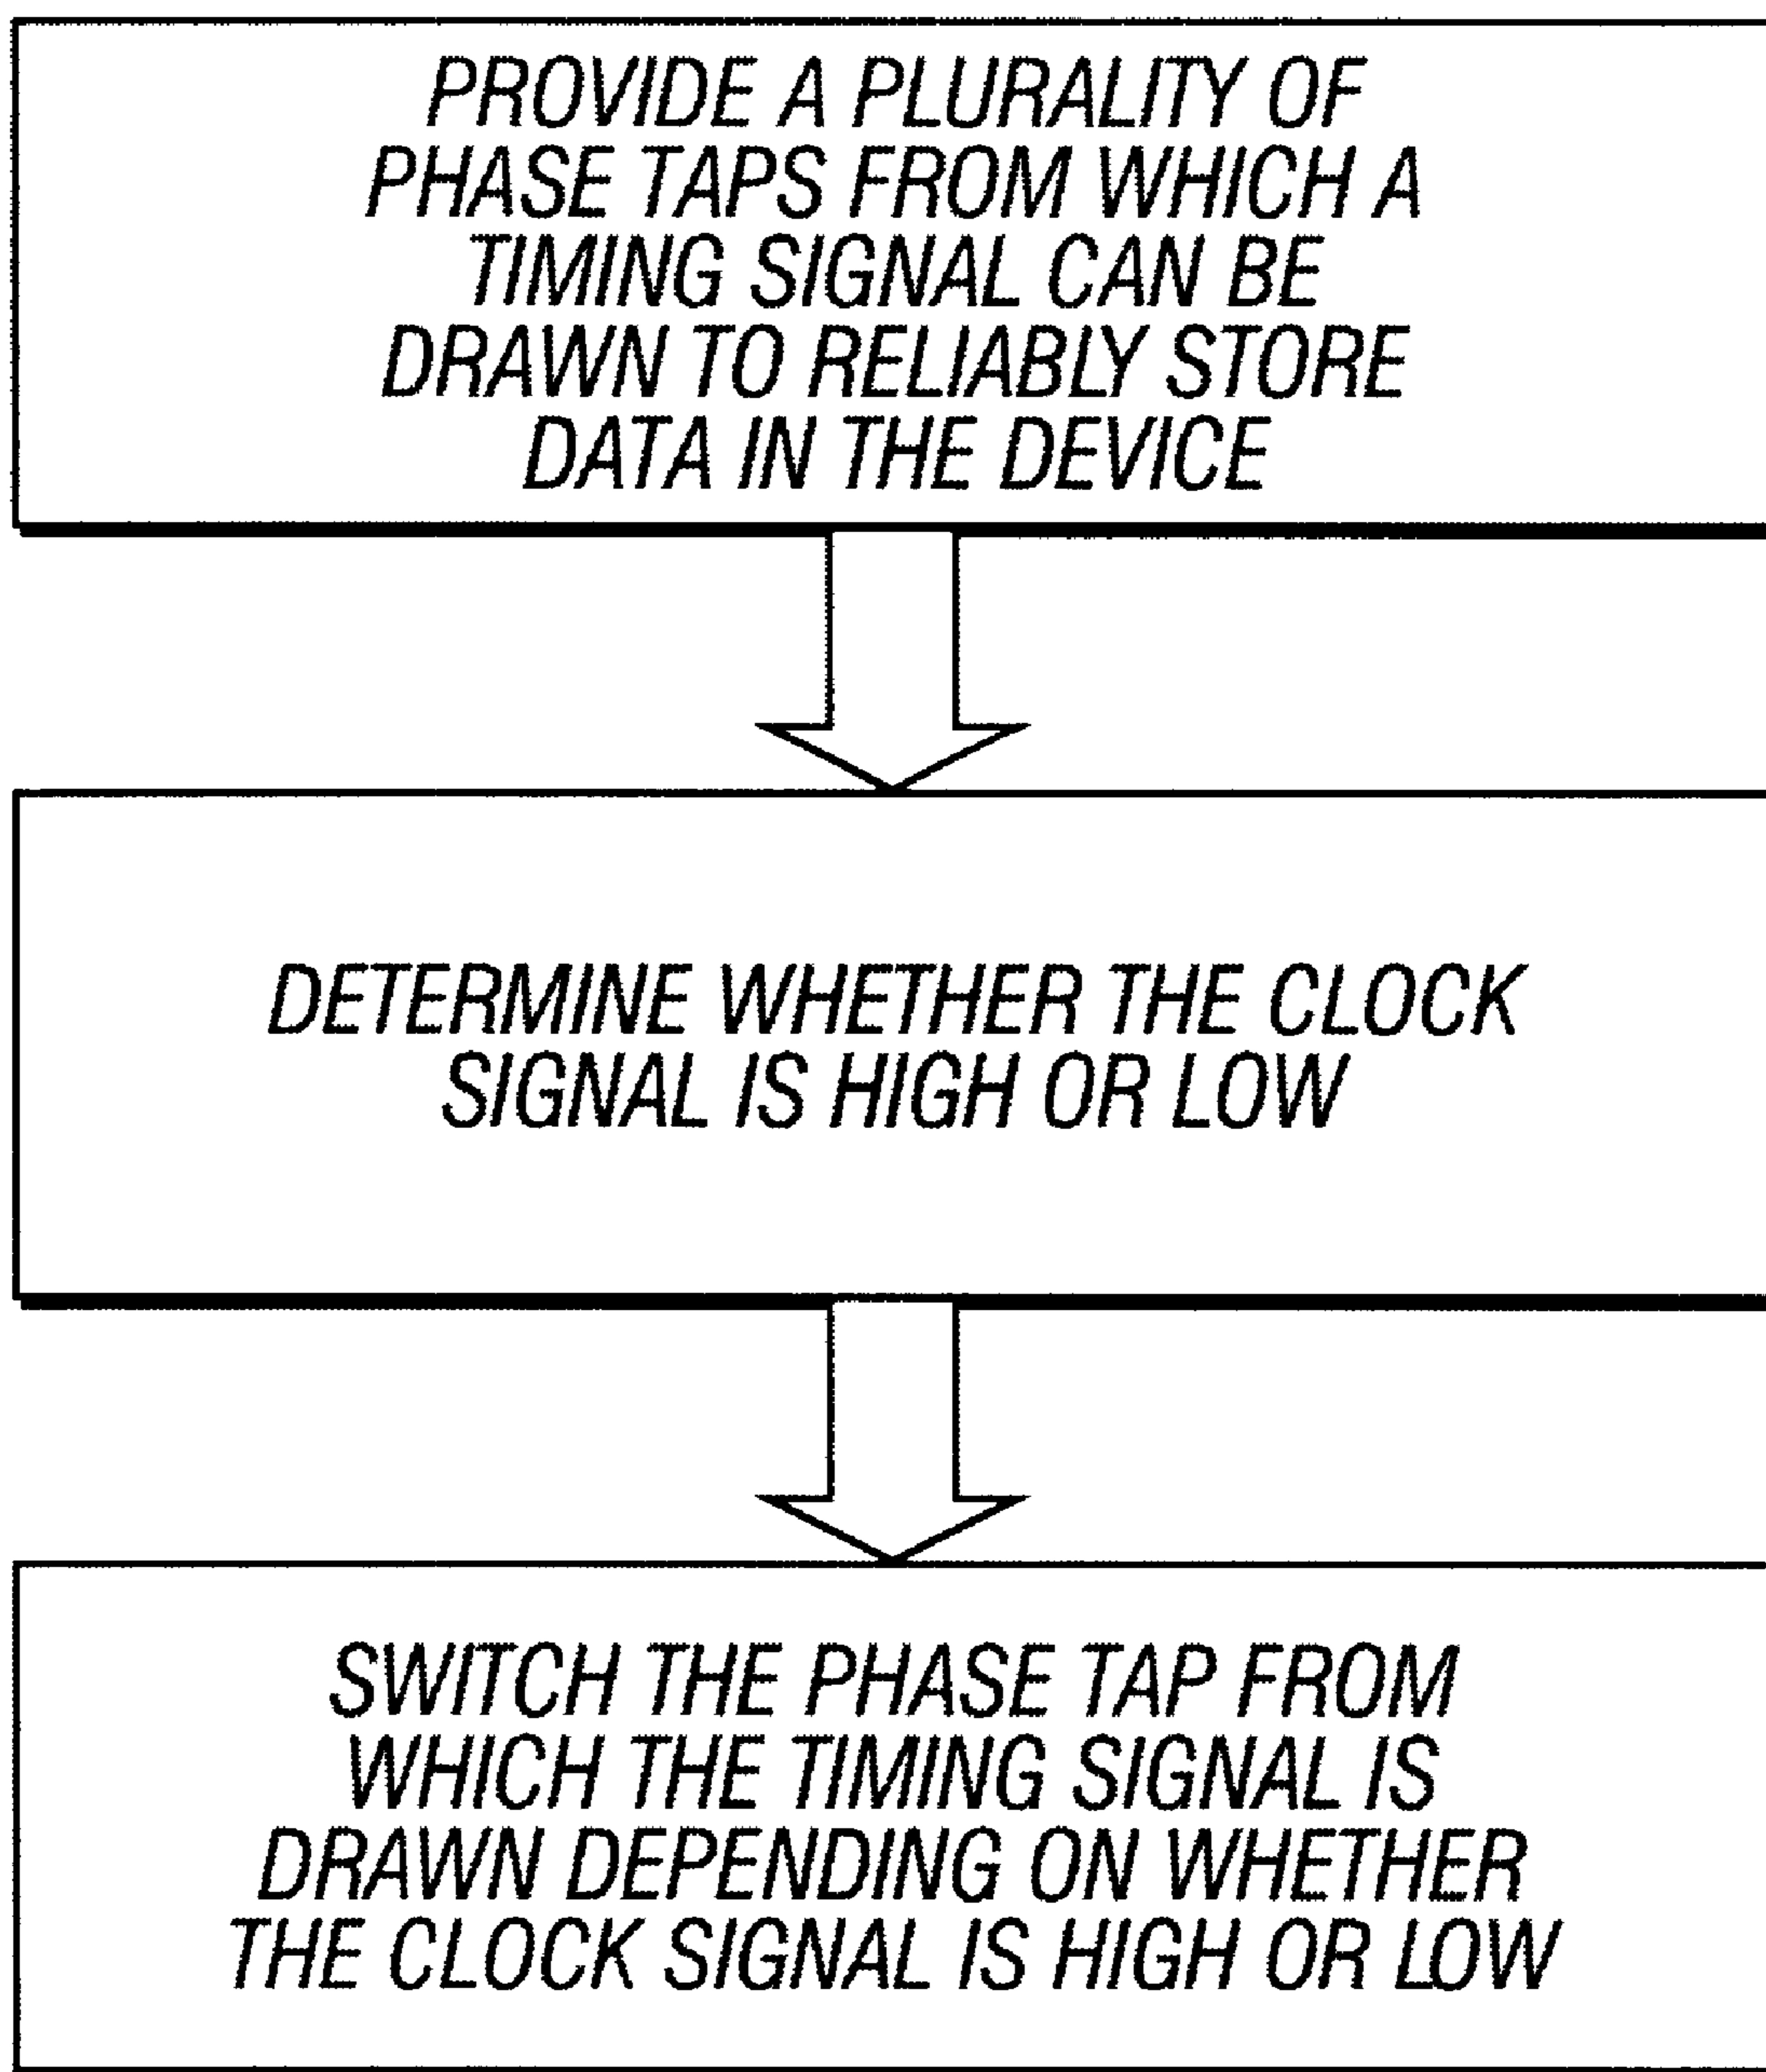 PROVIDE A PLURALITY OF
PHASE TAPS FROM WHICH A
TIMING SIGNAL CAN BE
DRAWN TO RELIABLY STORE
DATA IN THE DEVICE
DETERMINE WHETHER THE CLOCK
SIGNAL IS HIGH OR LOW
SWITCH THE PHASE TAP FROM
WHICH THE TIMING SIGNAL IS
DRAWN DEPENDING ON WHETHER
THE CLOCK SIGNAL IS HIGH OR LOW